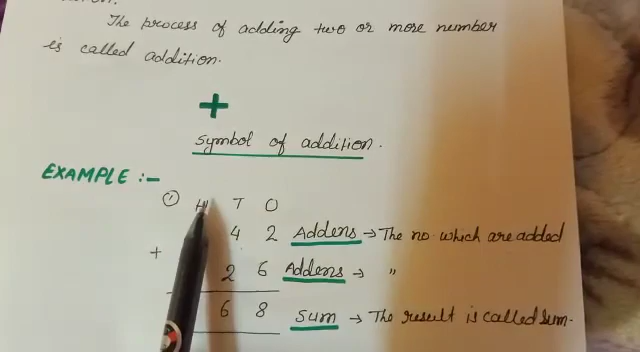 The process of adding two or more number
is called addition.
+
symbol of addition.
EXAMPLE :-
① H T O
4 2 Addens → The no which are added
+
2 6 Addens → "
6 8 Sum → The result is called sum.